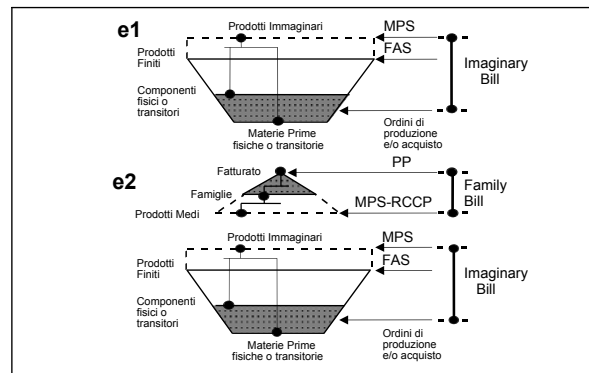 e1
Prodotti Immaginari
MPS
FAS
Prodotti
Finiti
Imaginary
Bill
Componenti
fisici o
transitori
Materie Prime
fisiche o transitorie
Ordini di
produzione
e/o acquisto
e2
Fatturato
PP
Famiglie
Family
Bill
Prodotti Medi
MPS-RCCP
Prodotti Immaginari
MPS
FAS
Prodotti
Finiti
Imaginary
Bill
Componenti
fisici o
transitori
Materie Prime
fisiche o transitorie
Ordini di
produzione
e/o acquisto